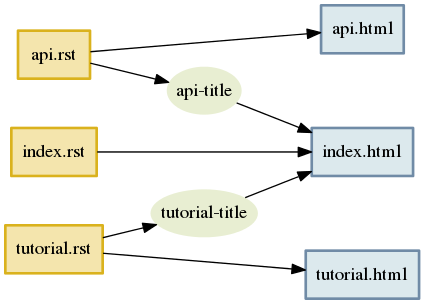 api.rst
api.html
api-title
index.rst
index.html
tutorial-title
tutorial.rst
tutorial.html